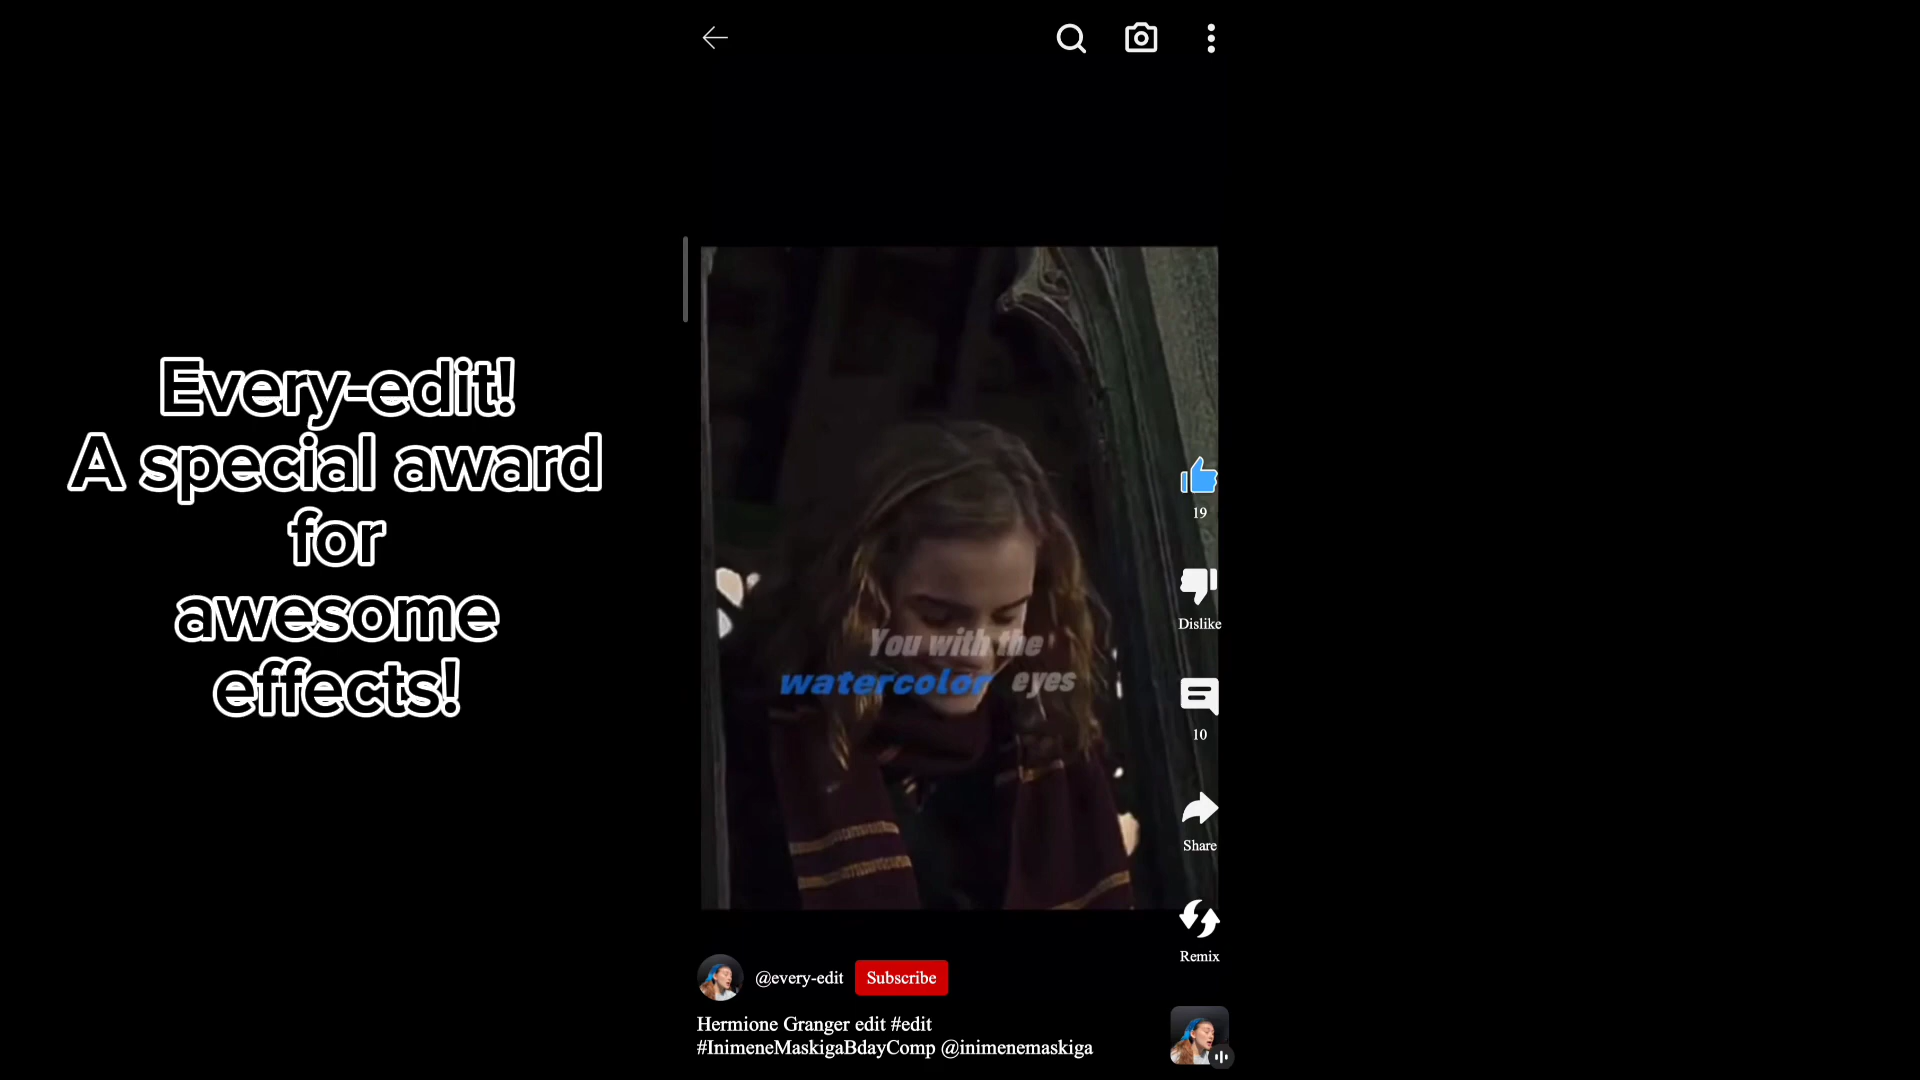 Every-edit!
A special award
for
awesome
effects!
You with the
watercolor eyes
19
Dislike
10
Share
Remix
@every-edit
Subscribe
Hermione Granger edit #edit
#InimeneMaskigaBdayComp @inimenemaskiga